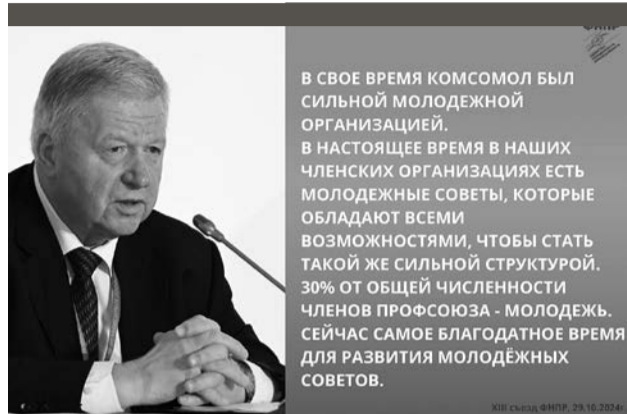 ФНПР
В СВОЕ ВРЕМЯ КОМСОМОЛ БЫЛ
СИЛЬНОЙ МОЛОДЕЖНОЙ
ОРГАНИЗАЦИЕЙ.
В НАСТОЯЩЕЕ ВРЕМЯ В НАШИХ
ЧЛЕНСКИХ ОРГАНИЗАЦИЯХ ЕСТЬ
МОЛОДЕЖНЫЕ СОВЕТЫ, КОТОРЫЕ
ОБЛАДАЮТ ВСЕМИ
ВОЗМОЖНОСТЯМИ, ЧТОБЫ СТАТЬ
ТАКОЙ ЖЕ СИЛЬНОЙ СТРУКТУРОЙ.
30% ОТ ОБЩЕЙ ЧИСЛЕННОСТИ
ЧЛЕНОВ ПРОФСОЮЗА - МОЛОДЕЖЬ.
СЕЙЧАС САМОЕ БЛАГОДАТНОЕ ВРЕМЯ
ДЛЯ РАЗВИТИЯ МОЛОДЁЖНЫХ
СОВЕТОВ.
XIII съезд ФНПР, 29.10.2024г